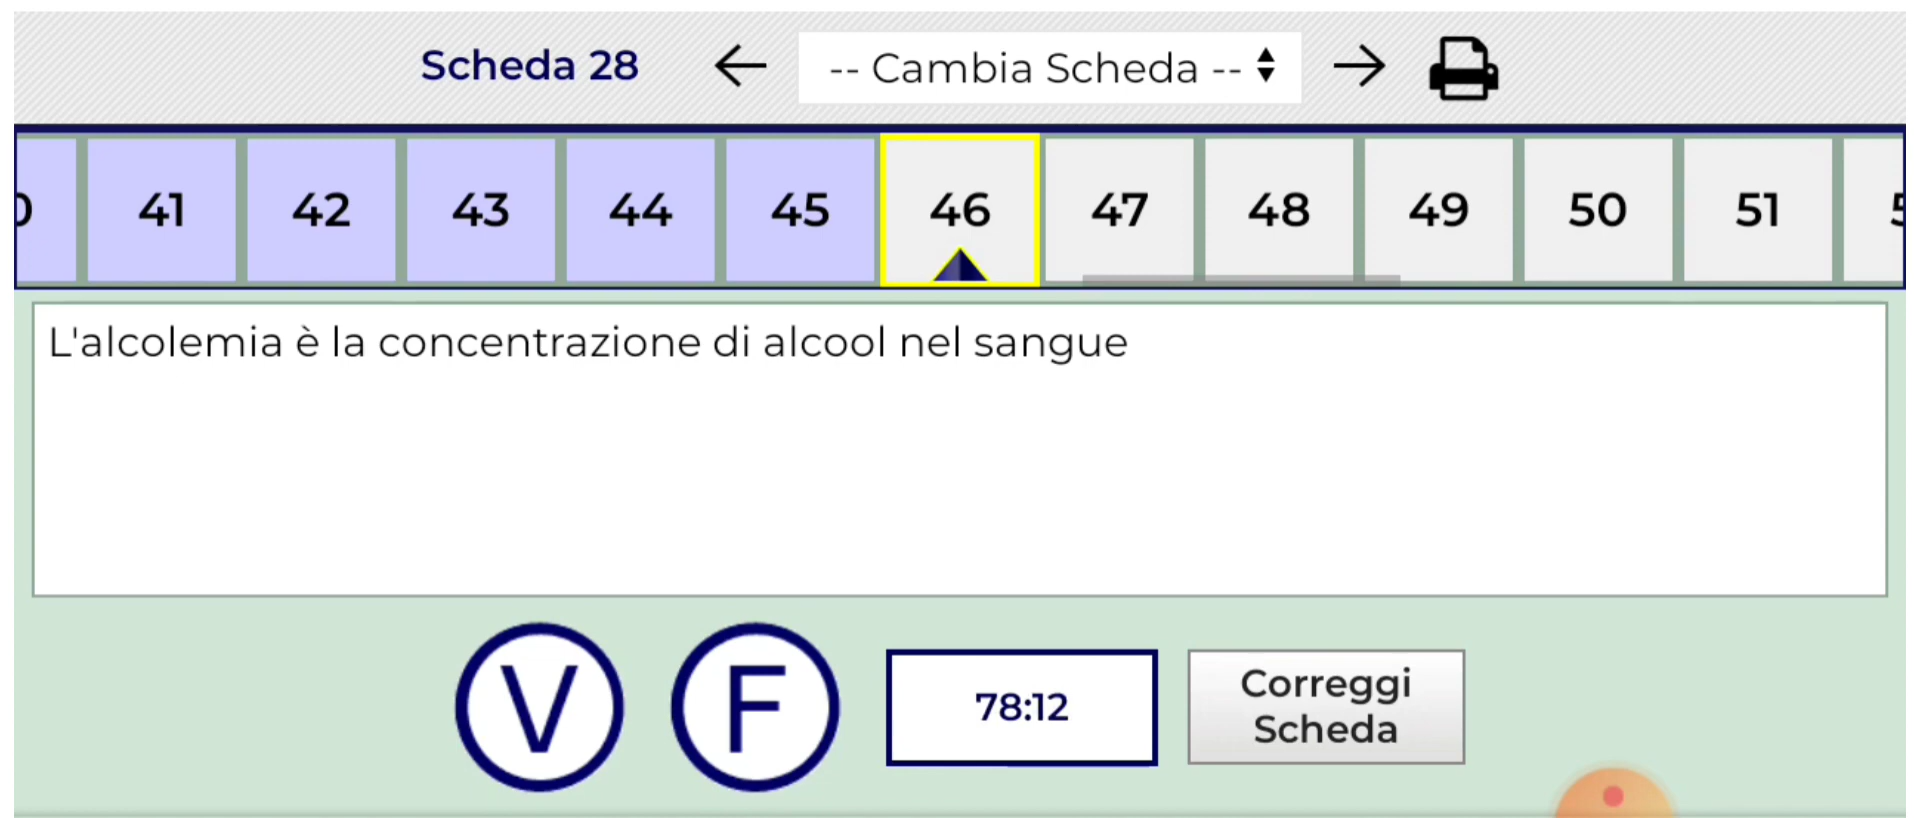 Scheda 28
-- Cambia Scheda --
41 42 43 44 45 46 47 48 49 50 51
L'alcolemia è la concentrazione di alcool nel sangue
V F 78:12 Correggi
Scheda